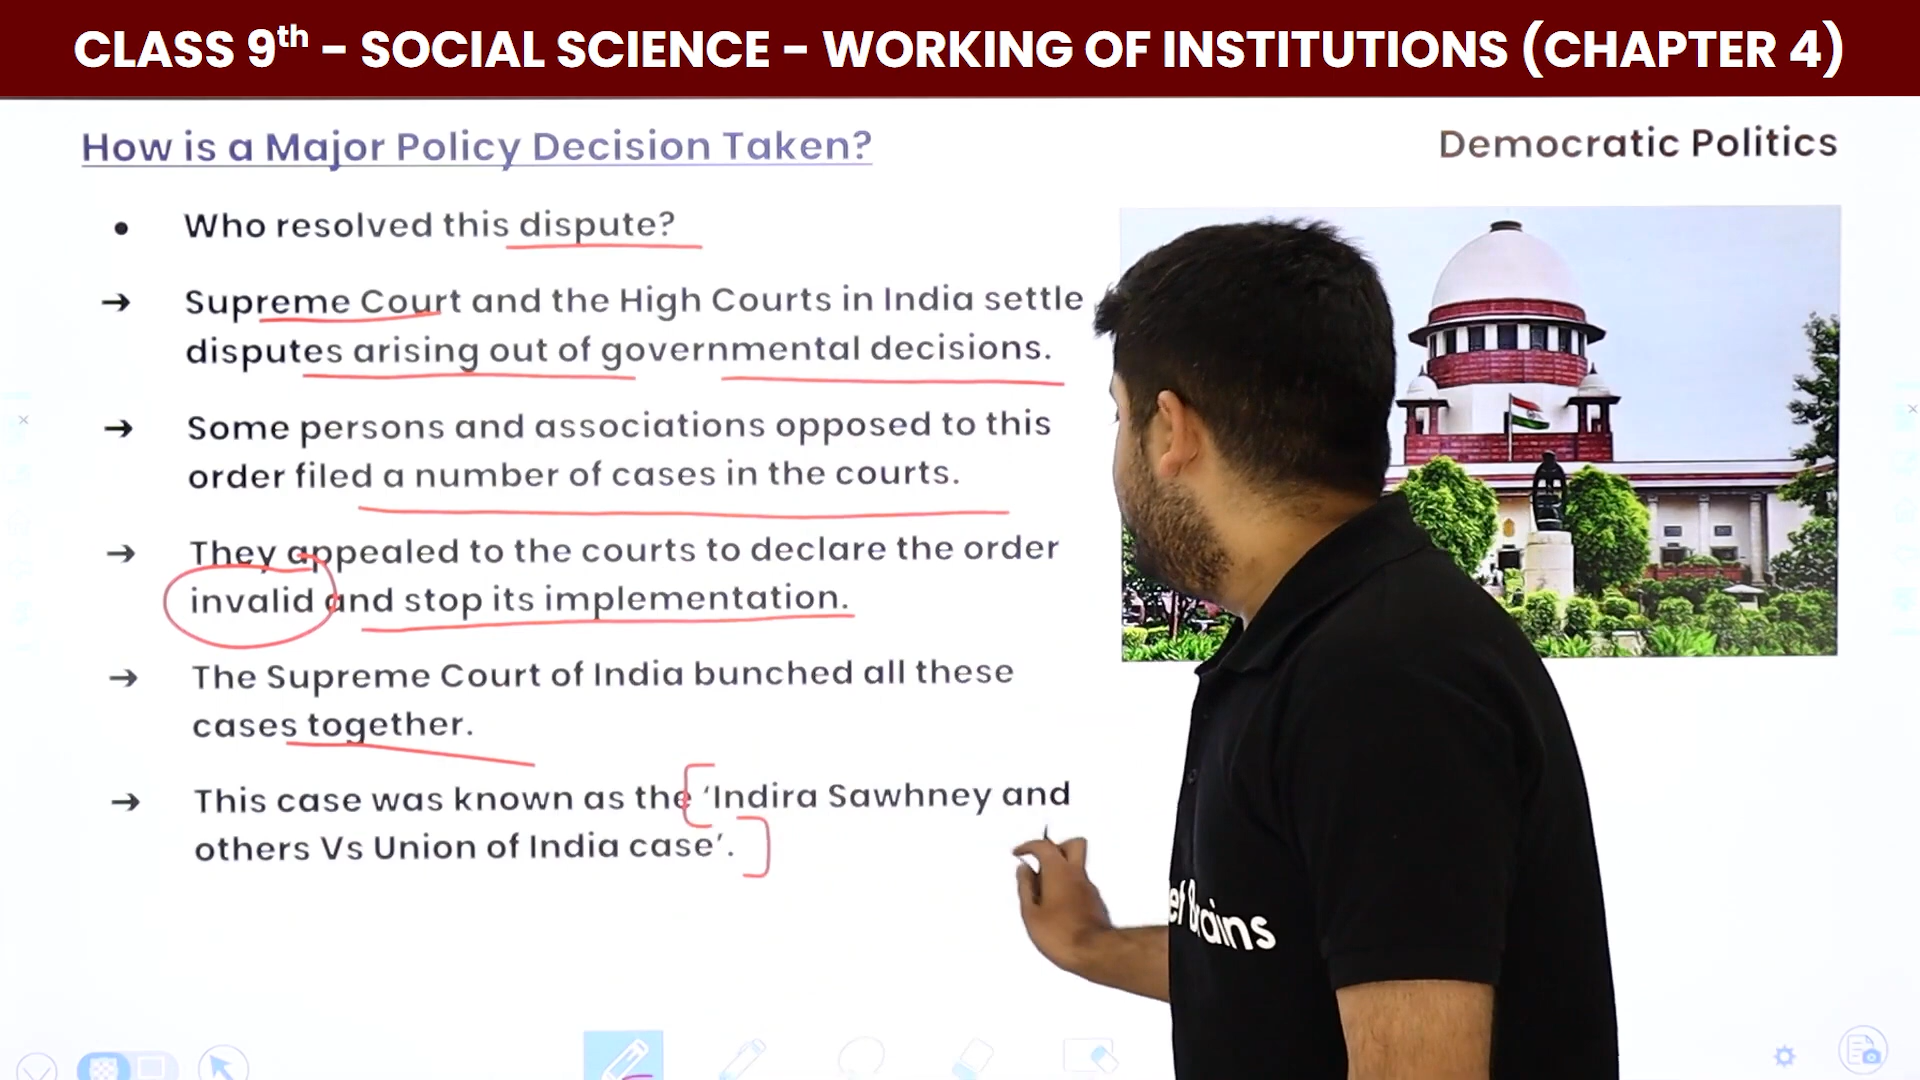 CLASS 9th – SOCIAL SCIENCE – WORKING OF INSTITUTIONS (CHAPTER 4)
How is a Major Policy Decision Taken?
Democratic Politics
• Who resolved this dispute?
→ Supreme Court and the High Courts in India settle
disputes arising out of governmental decisions.
→ Some persons and associations opposed to this
order filed a number of cases in the courts.
→ They appealed to the courts to declare the order
invalid and stop its implementation.
→ The Supreme Court of India bunched all these
cases together.
→ This case was known as the ‘Indira Sawhney and
others Vs Union of India case’.
Brains